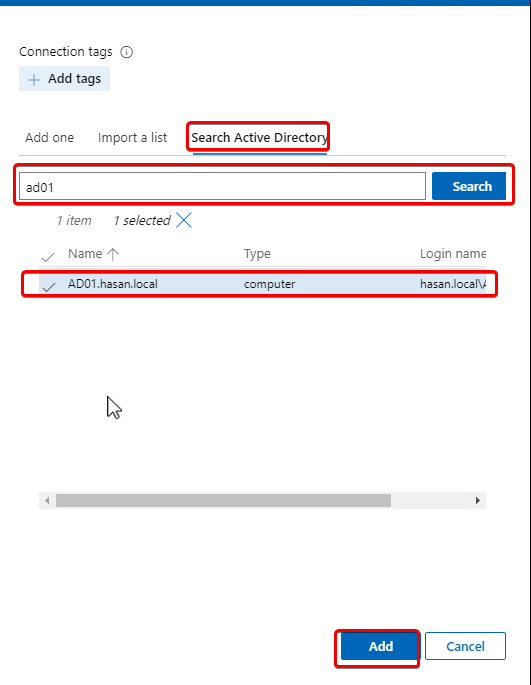 Connection tags
Add tags
Add one Import a list Search Active Directory
ad01 Search
1 item 1 selected
Name Type Login name
AD01.hasan.local computer hasan.local\A
Add Cancel